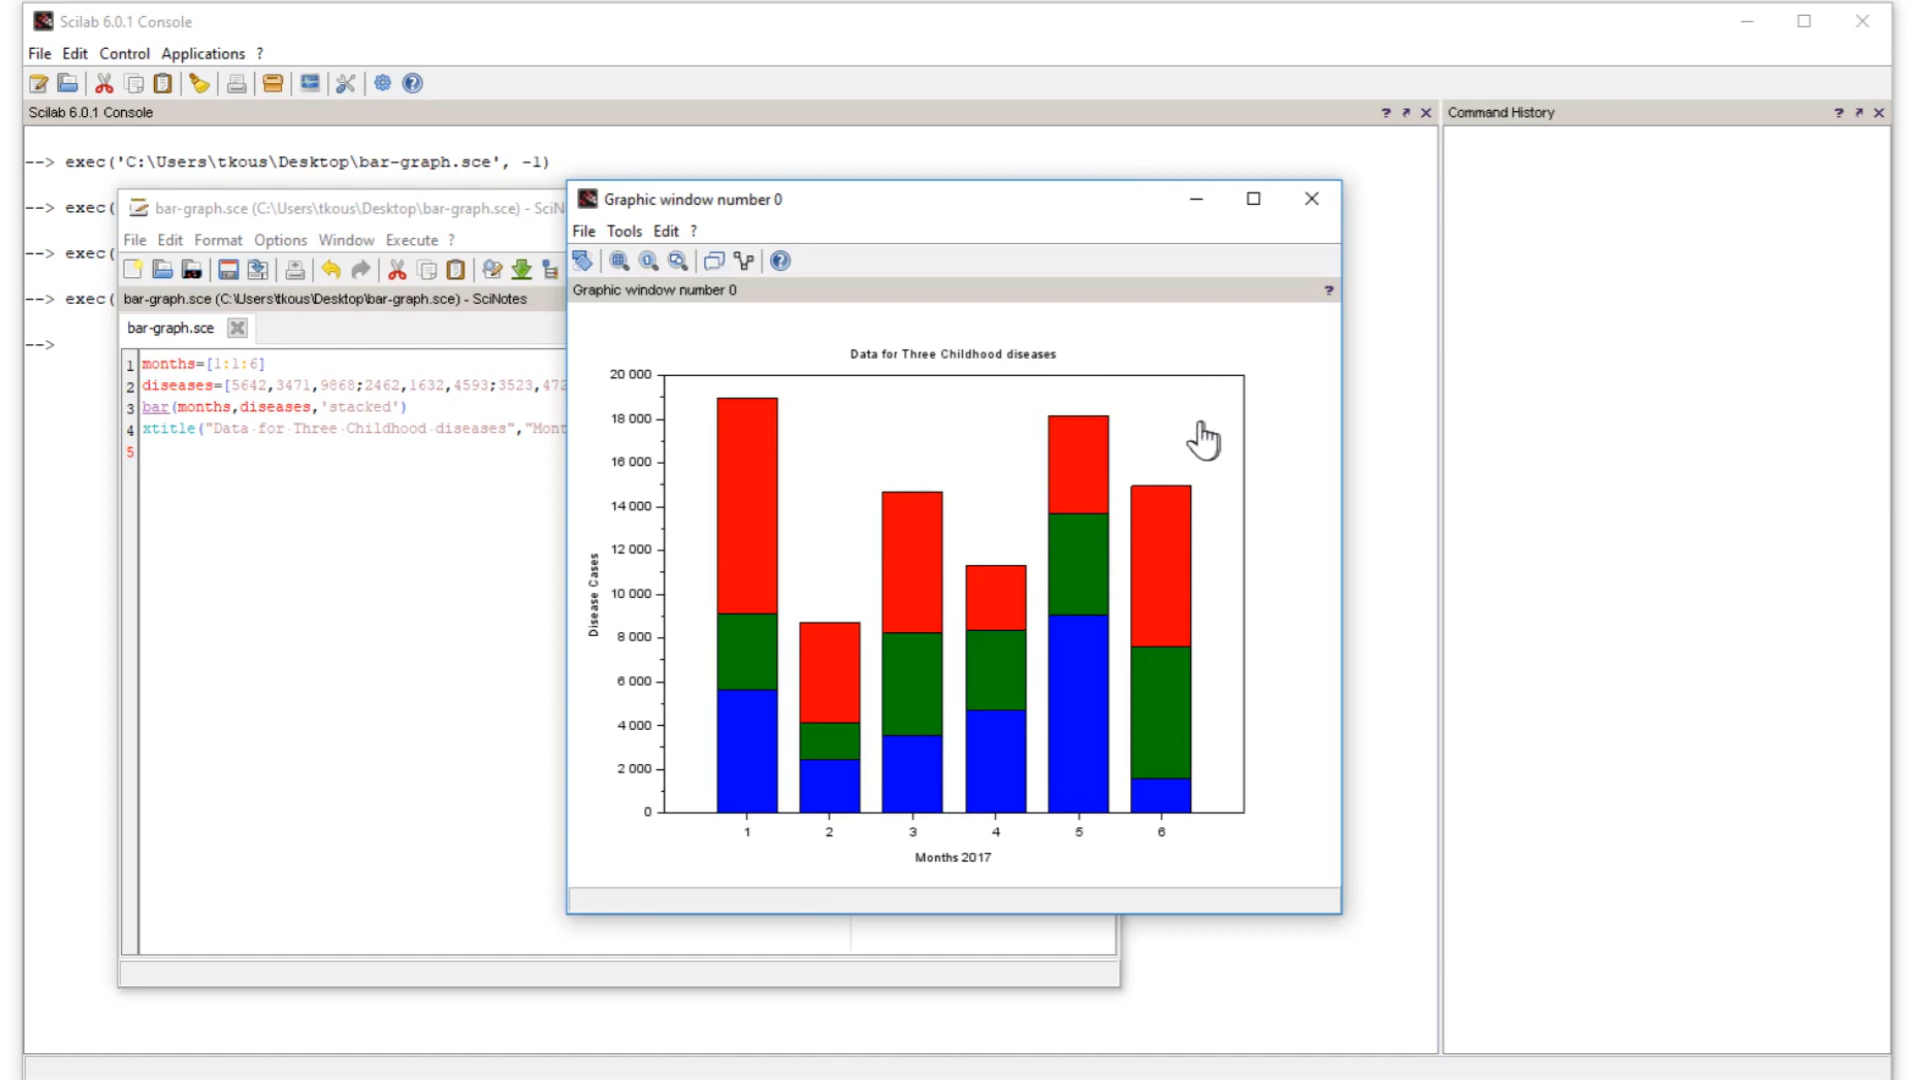 Scilab 6.0.1 Console
File Edit Control Applications ?
Scilab 6.0.1 Console
Command History
--> exec('C:\Users\tkous\Desktop\bar-graph.sce', -1)
--> exec(
--> exec(
--> exec(
-->
bar-graph.sce (C:\Users\tkous\Desktop\bar-graph.sce) - SciN
File Edit Format Options Window Execute ?
bar-graph.sce (C:\Users\tkous\Desktop\bar-graph.sce) - SciNotes
bar-graph.sce
1 months=[1:1:6]
2 diseases=[5642,3471,9868;2462,1632,4593;3523,472
3 bar(months,diseases,'stacked')
4 xtitle("Data for Three Childhood diseases","Mont
5
Graphic window number 0
File Tools Edit ?
Graphic window number 0
Data for Three Childhood diseases
20 000
18 000
16 000
14 000
12 000
10 000
8 000
6 000
4 000
2 000
0
Disease Cases
1 2 3 4 5 6
Months 2017